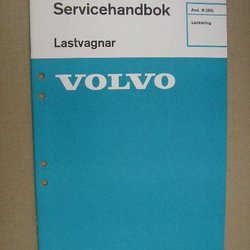 Servicehandbok
Avd. 8 (80)
Lackering
Lastvagnar
VOLVO